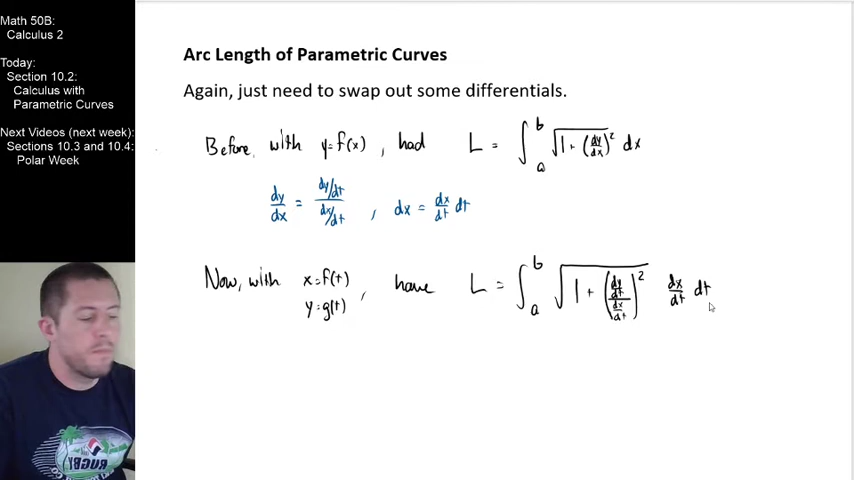 Math 50B:
Calculus 2
Today:
Section 10.2:
Calculus with
Parametric Curves
Next Videos (next week):
Sections 10.3 and 10.4:
Polar Week
Arc Length of Parametric Curves
Again, just need to swap out some differentials.
Before, with y=f(x), had L = ∫_a^b √(1+(dy/dx)²) dx
dy/dx = (dy/dt)/(dx/dt), dx = dx/dt dt
Now, with x=f(t) y=g(t), have L = ∫_a^b √(1+((dy/dt)/(dx/dt))²) dx/dt dt
RUGBY